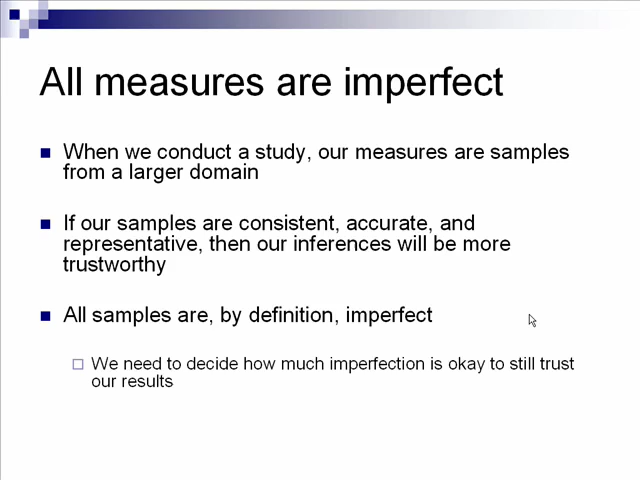 All measures are imperfect
When we conduct a study, our measures are samples
from a larger domain
If our samples are consistent, accurate, and
representative, then our inferences will be more
trustworthy
All samples are, by definition, imperfect
We need to decide how much imperfection is okay to still trust
our results